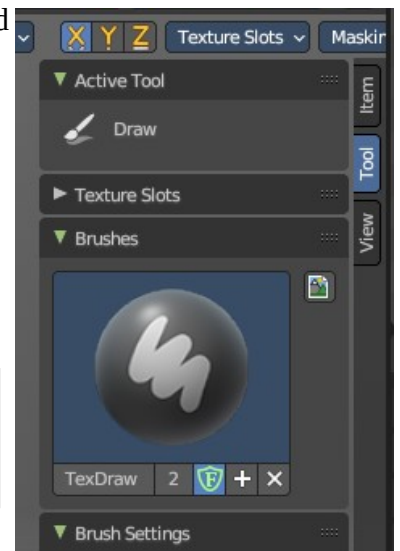 d
X Y Z Texture Slots Maskin
Active Tool
Item
Draw
Tool
Texture Slots
View
Brushes
TexDraw 2 F
Brush Settings